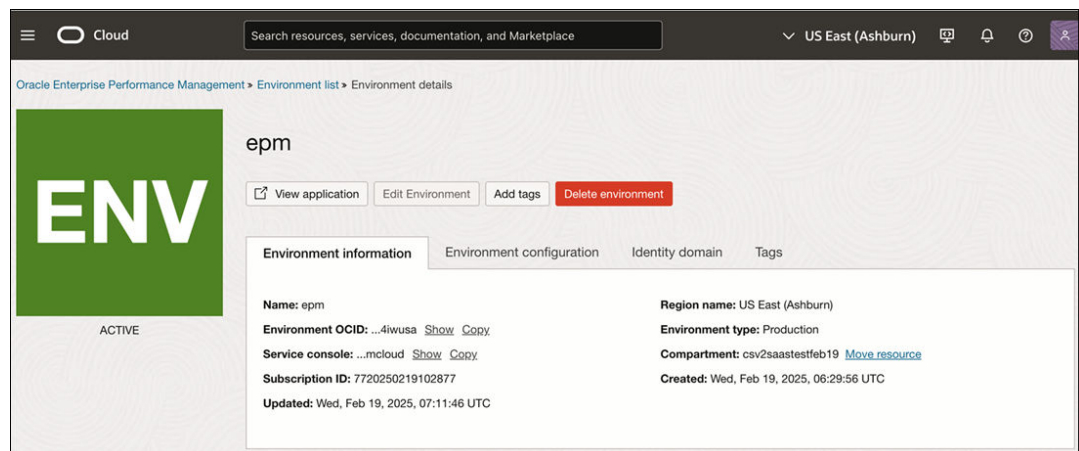 Cloud
Search resources, services, documentation, and Marketplace
US East (Ashburn)
Oracle Enterprise Performance Management » Environment list » Environment details
ENV
ACTIVE
epm
View application
Edit Environment
Add tags
Delete environment
Environment information
Environment configuration
Identity domain
Tags
Name: epm
Environment OCID: ...4iwusa Show Copy
Service console: ...mcloud Show Copy
Subscription ID: 7720250219102877
Updated: Wed, Feb 19, 2025, 07:11:46 UTC
Region name: US East (Ashburn)
Environment type: Production
Compartment: csv2saastestfeb19 Move resource
Created: Wed, Feb 19, 2025, 06:29:56 UTC